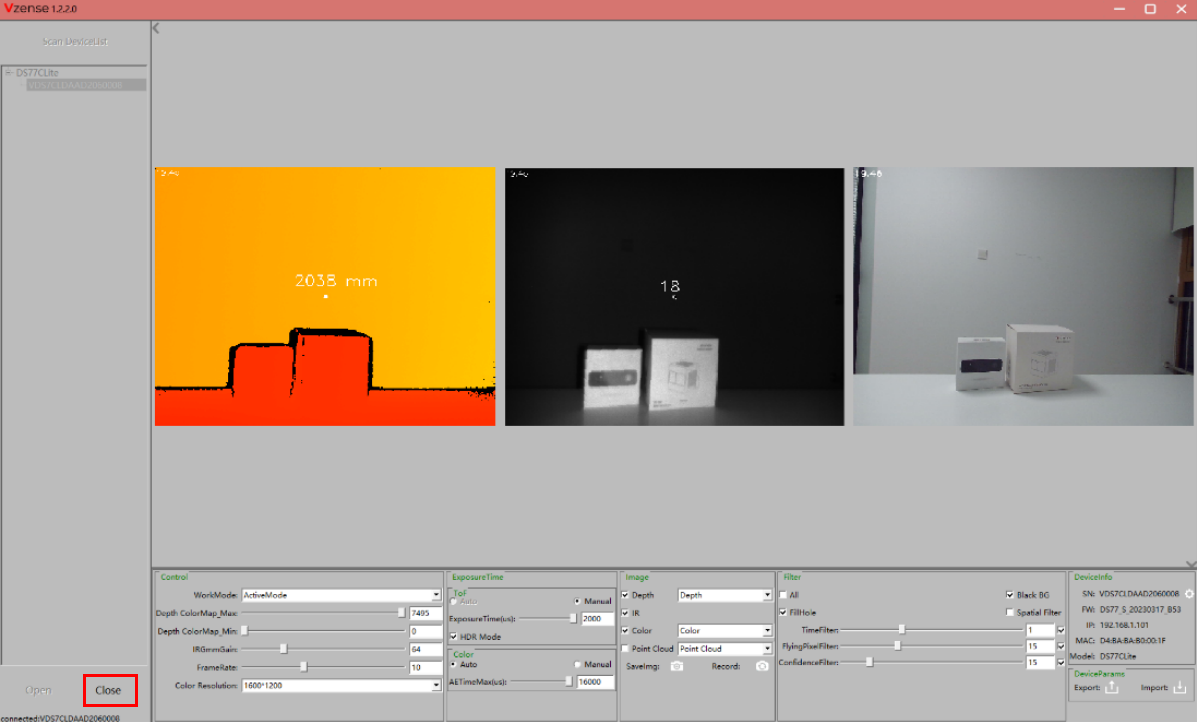 Vzense 1.2.2.0
Scan DeviceList
DS77CLite
VDS7CLDAAD2060008
9.46
2038 mm
9.46
18
19.46
Open
Close
connected:VDS7CLDAAD2060008
Control
WorkMode: ActiveMode
Depth ColorMap_Max: 7495
Depth ColorMap_Min: 0
IRGmmGain: 64
FrameRate: 10
Color Resolution: 1600*1200
ExposureTime
ToF
Auto Manual
ExposureTime(us): 2000
HDR Mode
Color
Auto Manual
AETimeMax(us): 16000
Image
Depth Depth
IR
Color Color
Point Cloud Point Cloud
SaveImg: Record:
Filter
All Black BG
FillHole Spatial Filter
TimeFilter: 1
FlyingPixelFilter: 15
ConfidenceFilter: 15
DeviceInfo
SN: VDS7CLDAAD2060008
FW: DS77_S_20230317_B53
IP: 192.168.1.101
MAC: D4:BA:BA:B0:00:1F
Model: DS77CLite
DeviceParams
Export: Import: